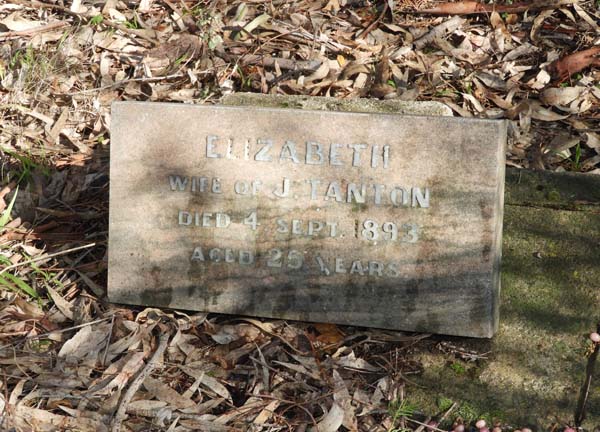 ELIZABETH
WIFE OF J. TANTON
DIED 4. SEPT. 1893
AGED 25 YEARS